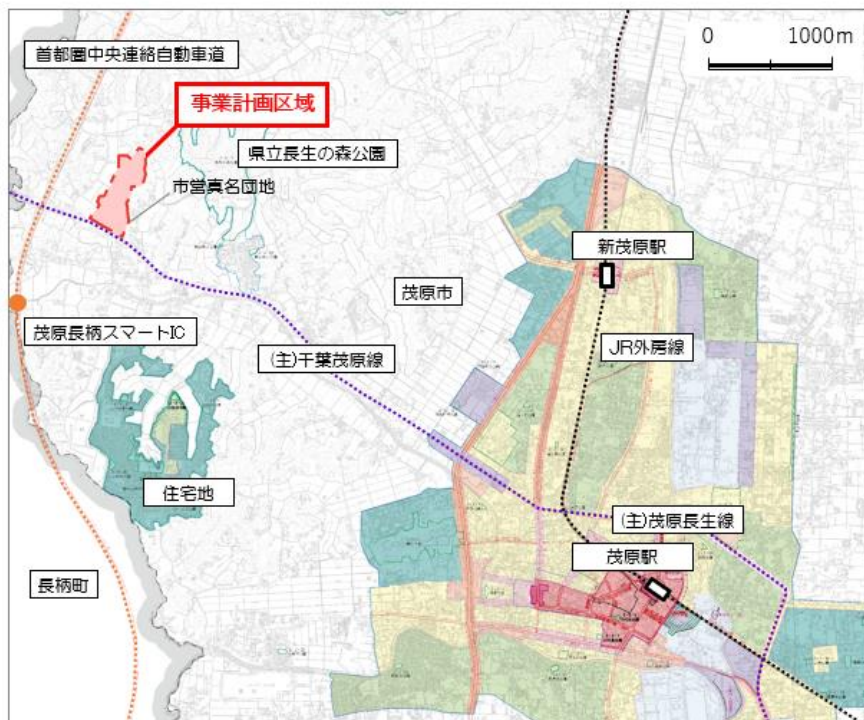 首都圏中央連絡自動車道
0 1000m
事業計画区域
県立長生の森公園
市営真名団地
新茂原駅
茂原市
茂原長柄スマートIC
(主)千葉茂原線
JR外房線
住宅地
(主)茂原長生線
茂原駅
長柄町